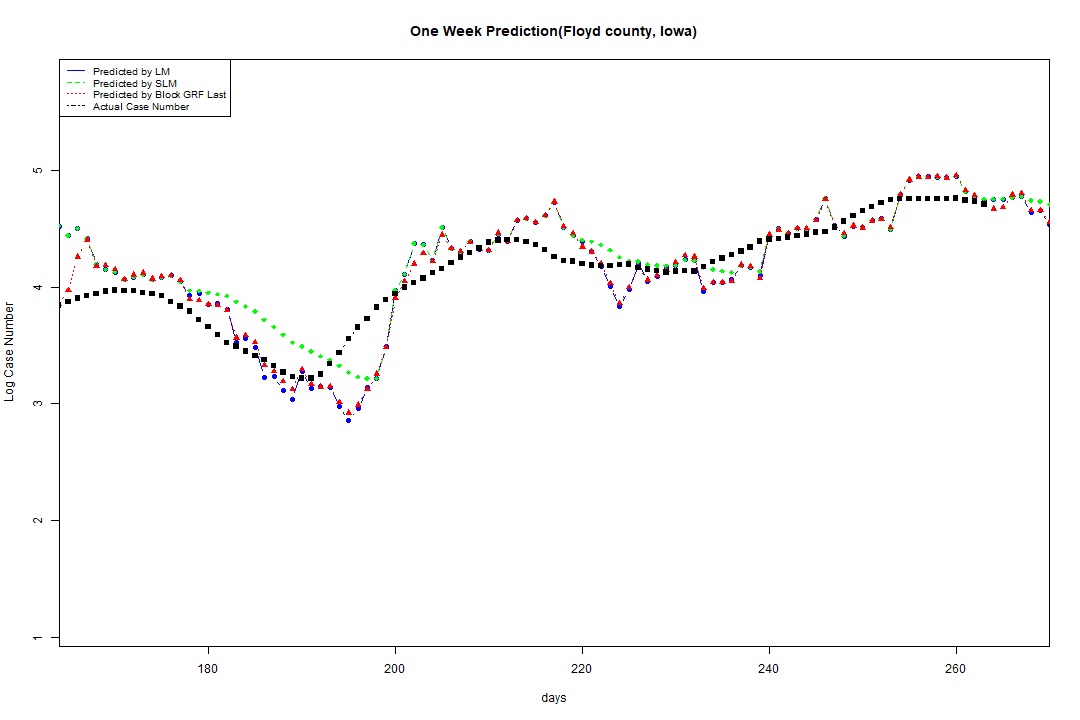 One Week Prediction(Floyd county, Iowa)
Predicted by LM
Predicted by SLM
Predicted by Block GRF Last
Actual Case Number
5
4
3
2
1
Log Case Number
180 200 220 240 260
days